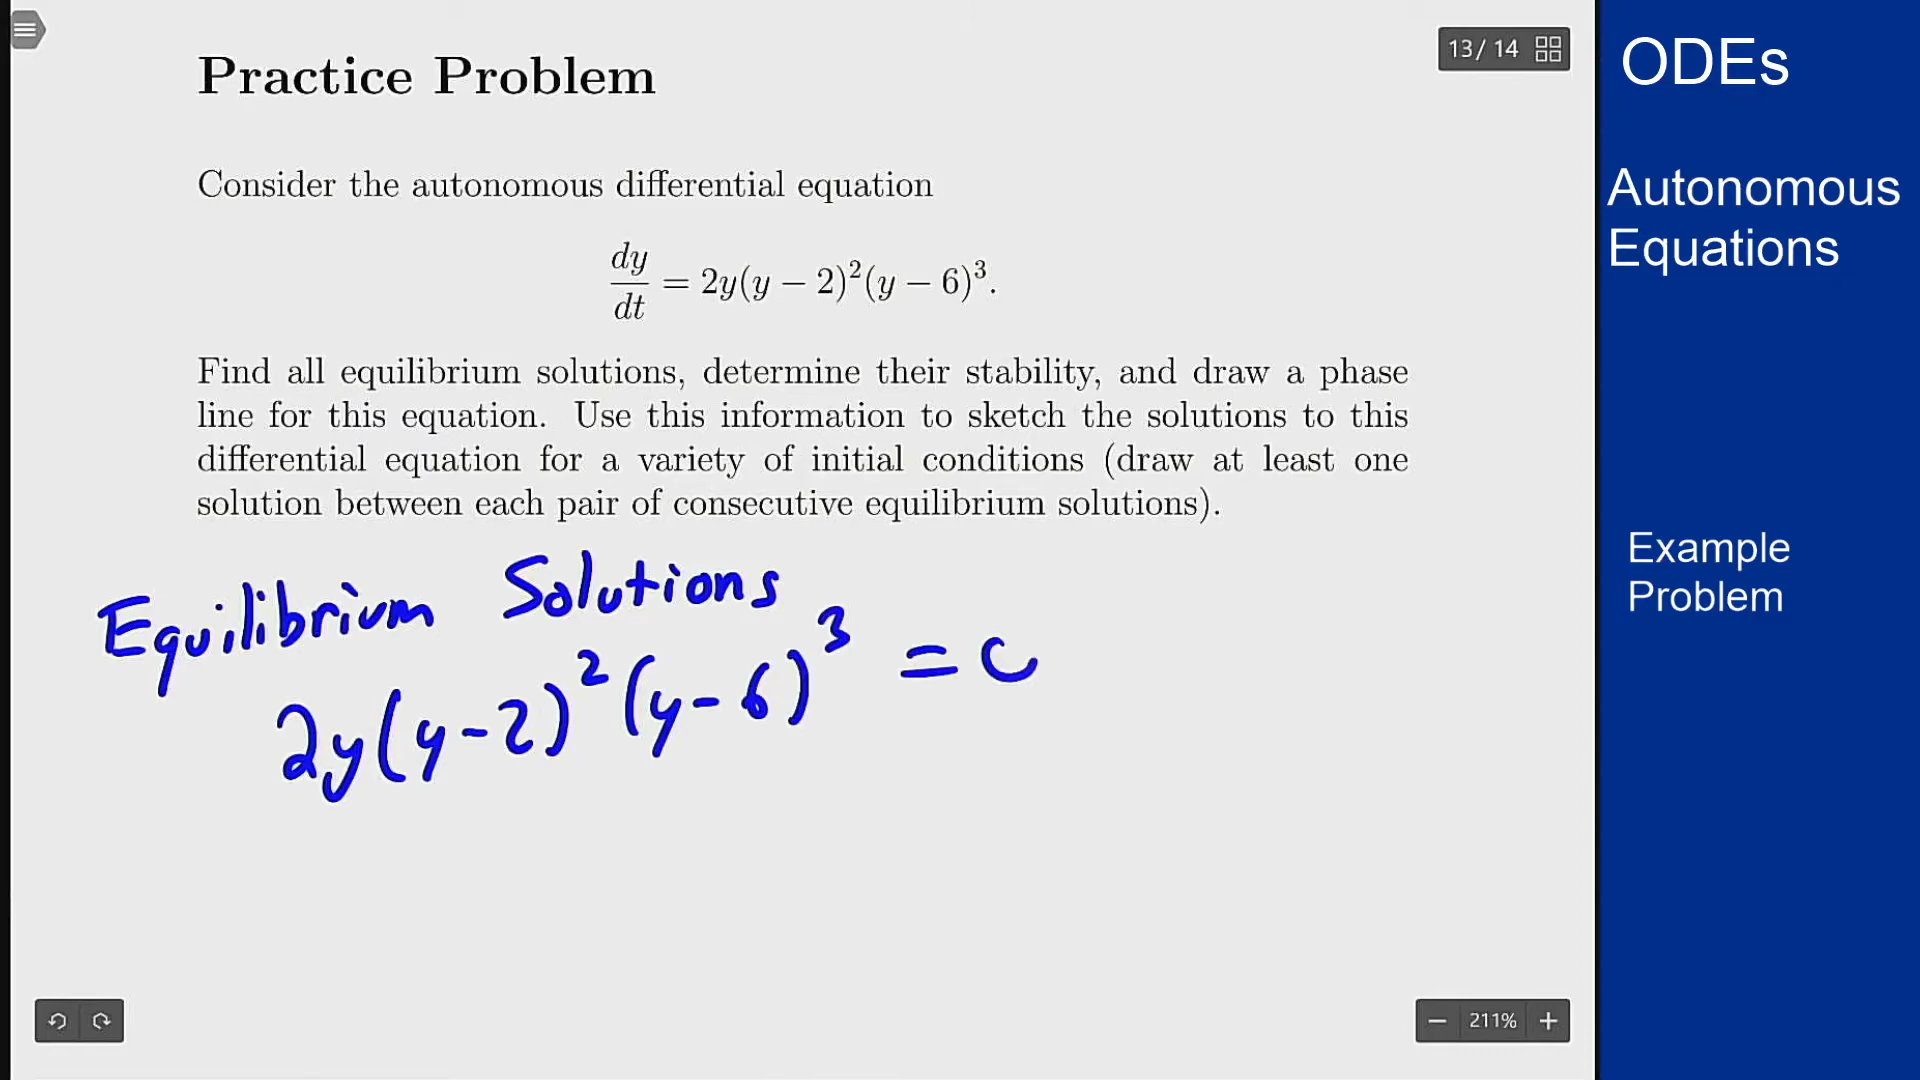 Practice Problem
13/ 14
Consider the autonomous differential equation
dy/dt = 2y(y − 2)²(y − 6)³.
Find all equilibrium solutions, determine their stability, and draw a phase
line for this equation. Use this information to sketch the solutions to this
differential equation for a variety of initial conditions (draw at least one
solution between each pair of consecutive equilibrium solutions).
Equilibrium Solutions
2y(y-2)²(y-6)³ =
211%
ODEs
Autonomous
Equations
Example
Problem